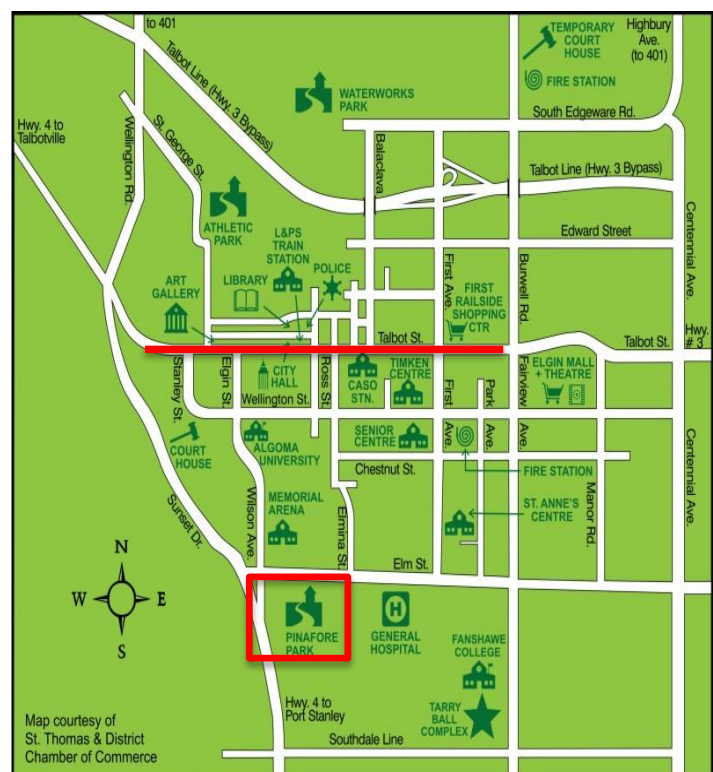 to 401
TEMPORARY
COURT
HOUSE
Highbury
Ave.
(to 401)
FIRE STATION
Talbot Line (Hwy. 3 Bypass)
WATERWORKS
PARK
South Edgeware Rd.
Hwy. 4 to
Talbotville
Wellington Rd.
St. George St.
Balaclava
Talbot Line (Hwy. 3 Bypass)
ATHLETIC
PARK
Edward Street
Centennial Ave.
L&PS
TRAIN
STATION
POLICE
LIBRARY
ART
GALLERY
First Ave.
FIRST
RAILSIDE
SHOPPING
CTR
Burwell Rd.
Talbot St.
Talbot St.
Hwy.
# 3
Stanley St.
Elgin St.
CITY
HALL
Ross St.
CASO
STN.
TIMKEN
CENTRE
ELGIN MALL
+ THEATRE
Wellington St.
First Ave.
Park Ave.
Fairview Ave.
COURT
HOUSE
ALGOMA
UNIVERSITY
SENIOR
CENTRE
Centennial Ave.
Chestnut St.
FIRE STATION
Sunset Dr.
Wilson Ave.
MEMORIAL
ARENA
Elmina St.
ST. ANNE'S
CENTRE
Manor Rd.
N
W
E
S
Elm St.
H
PINAFORE
PARK
GENERAL
HOSPITAL
FANSHAWE
COLLEGE
Hwy. 4 to
Port Stanley
TARRY
BALL
COMPLEX
Map courtesy of
St. Thomas & District
Chamber of Commerce
Southdale Line